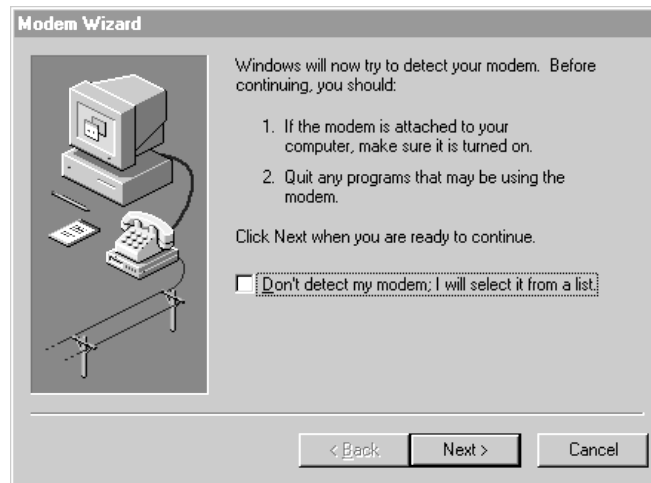 Modem Wizard
Windows will now try to detect your modem. Before
continuing, you should:
1. If the modem is attached to your
computer, make sure it is turned on.
2. Quit any programs that may be using the
modem.
Click Next when you are ready to continue.
Don't detect my modem; I will select it from a list.
< Back
Next >
Cancel